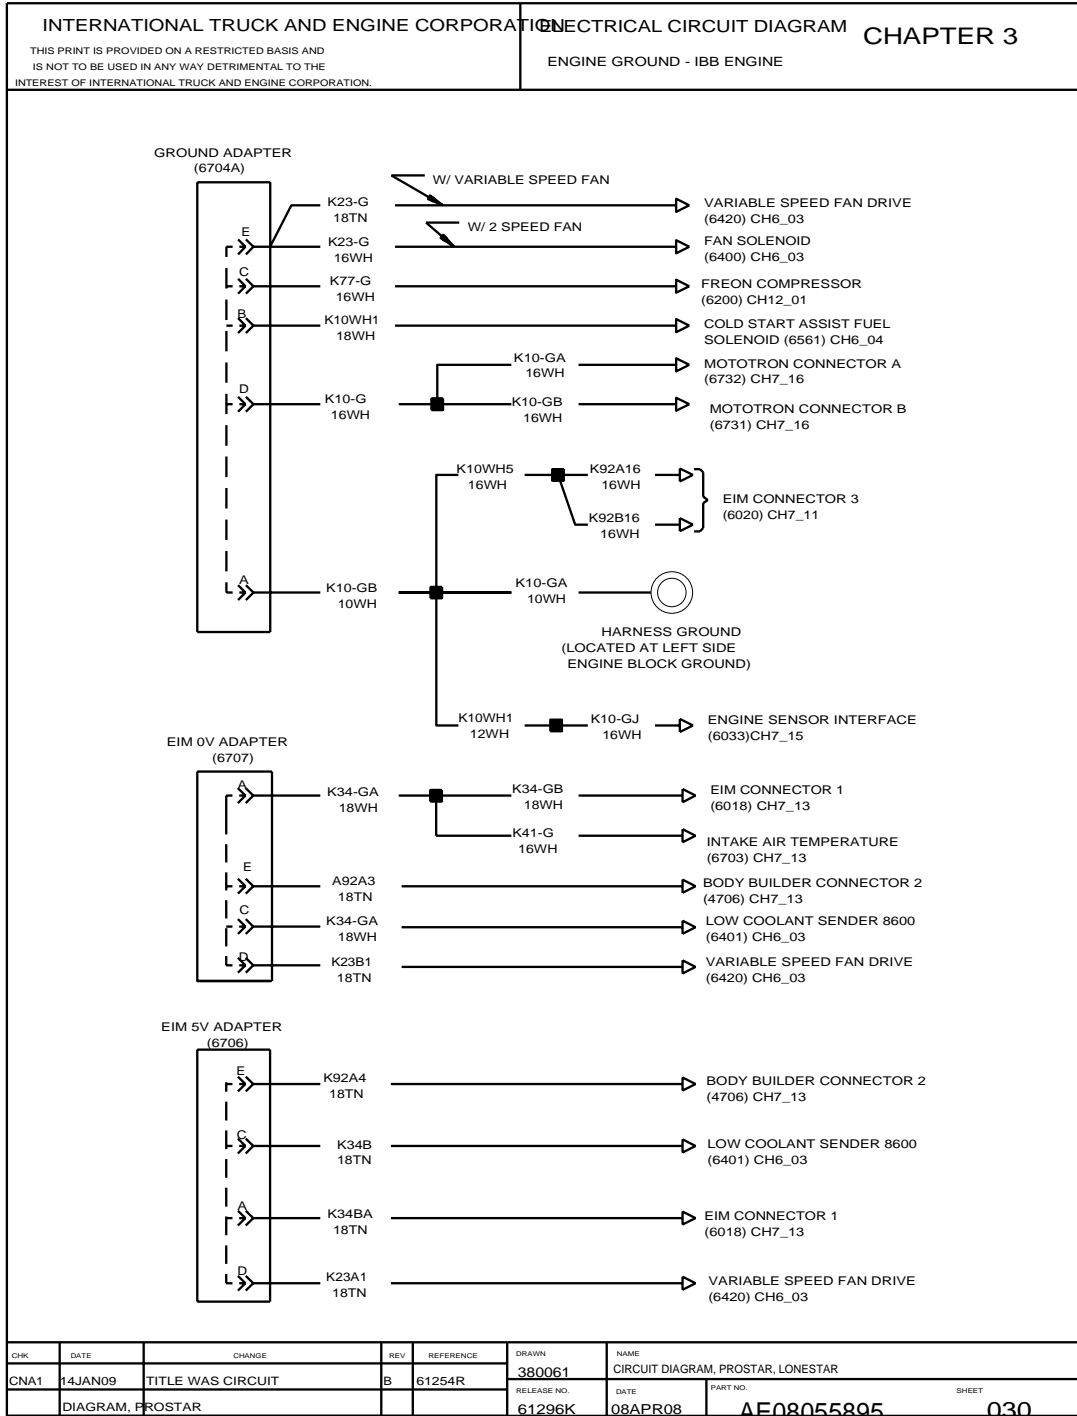 INTERNATIONAL TRUCK AND ENGINE CORPORATION
THIS PRINT IS PROVIDED ON A RESTRICTED BASIS AND
IS NOT TO BE USED IN ANY WAY DETRIMENTAL TO THE
INTEREST OF INTERNATIONAL TRUCK AND ENGINE CORPORATION.
ELECTRICAL CIRCUIT DIAGRAM
ENGINE GROUND - IBB ENGINE
CHAPTER 3
GROUND ADAPTER
(6704A)
W/ VARIABLE SPEED FAN
K23-G
18TN
VARIABLE SPEED FAN DRIVE
(6420) CH6_03
W/ 2 SPEED FAN
E
K23-G
16WH
FAN SOLENOID
(6400) CH6_03
C
K77-G
16WH
FREON COMPRESSOR
(6200) CH12_01
B
K10WH1
18WH
COLD START ASSIST FUEL
SOLENOID (6561) CH6_04
K10-GA
16WH
MOTOTRON CONNECTOR A
(6732) CH7_16
D
K10-G
16WH
K10-GB
16WH
MOTOTRON CONNECTOR B
(6731) CH7_16
K10WH5
16WH
K92A16
16WH
K92B16
16WH
EIM CONNECTOR 3
(6020) CH7_11
A
K10-GB
10WH
K10-GA
10WH
HARNESS GROUND
(LOCATED AT LEFT SIDE
ENGINE BLOCK GROUND)
K10WH1
12WH
K10-GJ
16WH
ENGINE SENSOR INTERFACE
(6033)CH7_15
EIM 0V ADAPTER
(6707)
A
K34-GA
18WH
K34-GB
18WH
EIM CONNECTOR 1
(6018) CH7_13
K41-G
16WH
INTAKE AIR TEMPERATURE
(6703) CH7_13
E
A92A3
18TN
BODY BUILDER CONNECTOR 2
(4706) CH7_13
C
K34-GA
18WH
LOW COOLANT SENDER 8600
(6401) CH6_03
D
K23B1
18TN
VARIABLE SPEED FAN DRIVE
(6420) CH6_03
EIM 5V ADAPTER
(6706)
E
K92A4
18TN
BODY BUILDER CONNECTOR 2
(4706) CH7_13
C
K34B
18TN
LOW COOLANT SENDER 8600
(6401) CH6_03
A
K34BA
18TN
EIM CONNECTOR 1
(6018) CH7_13
D
K23A1
18TN
VARIABLE SPEED FAN DRIVE
(6420) CH6_03
CHK DATE CHANGE REV REFERENCE
CNA1 14JAN09 TITLE WAS CIRCUIT B 61254R
DIAGRAM, PROSTAR
DRAWN
380061
NAME
CIRCUIT DIAGRAM, PROSTAR, LONESTAR
RELEASE NO.
61296K
DATE
08APR08
PART NO.
AE08055895
SHEET
030